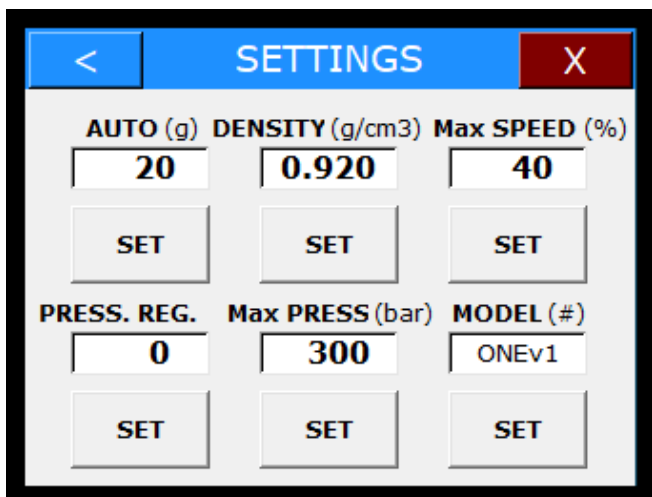 < SETTINGS X
AUTO (g) DENSITY (g/cm3) Max SPEED (%)
20 0.920 40
SET SET SET
PRESS. REG. Max PRESS (bar) MODEL (#)
0 300 ONEv1
SET SET SET